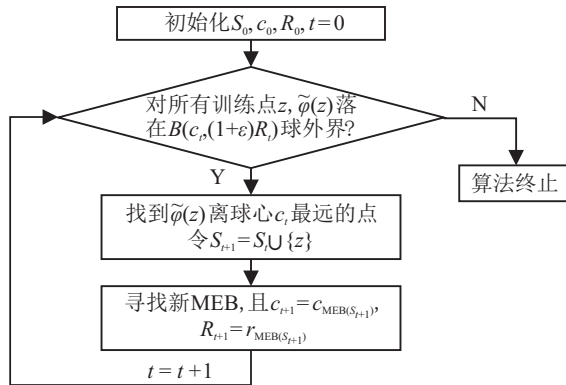 初始化S₀, c₀, R₀, t=0
对所有训练点z, φ̃(z)落
在B(cₜ,(1+ε)Rₜ)球外界?
N
算法终止
Y
找到φ̃(z)离球心cₜ最远的点
令Sₜ₊₁=Sₜ∪{z}
寻找新MEB, 且cₜ₊₁=c_MEB(Sₜ₊₁),
Rₜ₊₁=r_MEB(Sₜ₊₁)
t = t+1